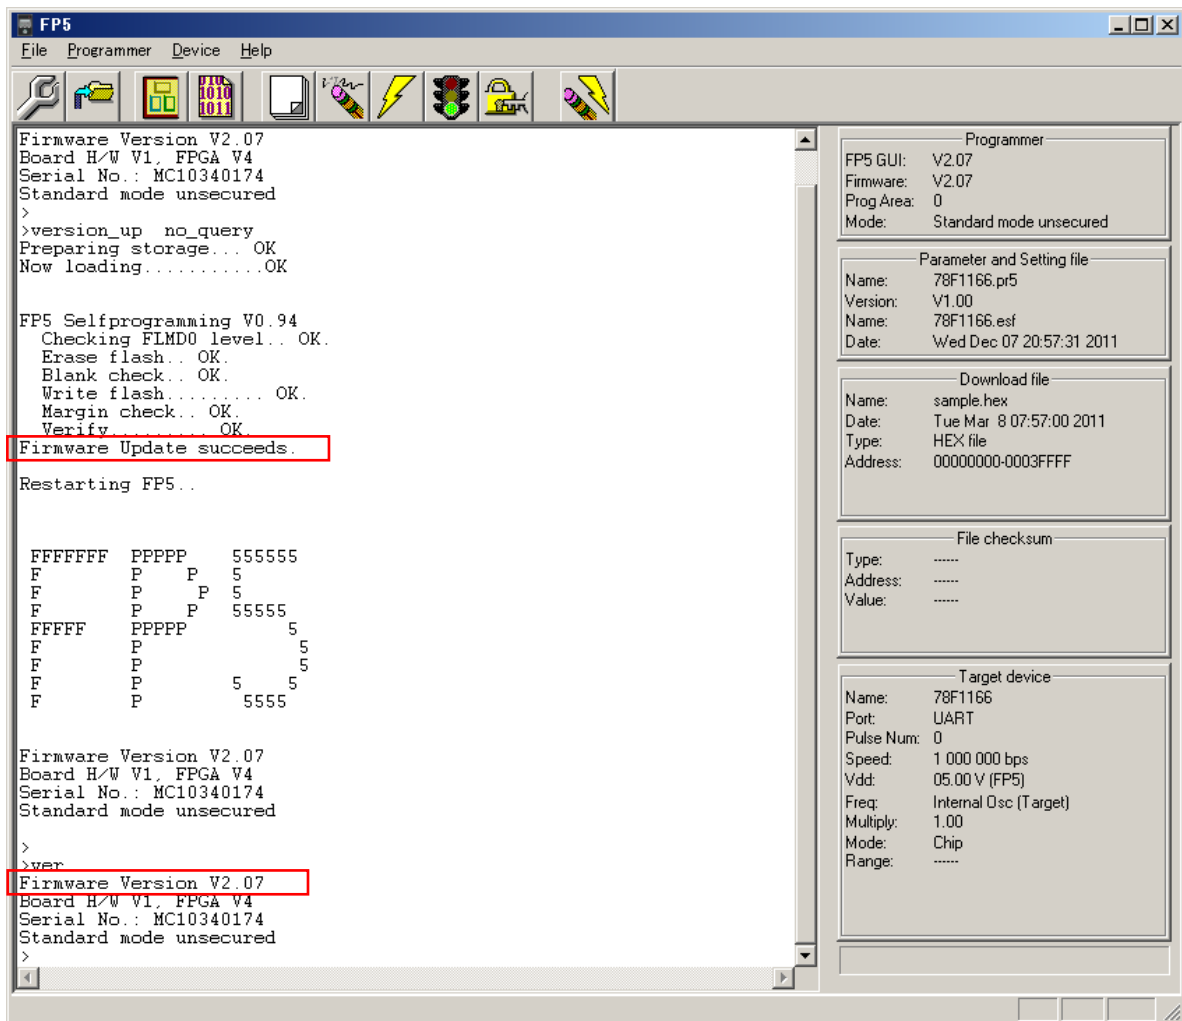 FP5
File Programmer Device Help
010
1010
1011
Firmware Version V2.07
Board H/W V1, FPGA V4
Serial No.: MC10340174
Standard mode unsecured
>
>version_up no_query
Preparing storage... OK
Now loading...........OK
FP5 Selfprogramming V0.94
Checking FLMD0 level.. OK.
Erase flash.. OK.
Blank check.. OK.
Write flash......... OK.
Margin check.. OK.
Verify......... OK.
Firmware Update succeeds.
Restarting FP5..
FFFFFFF PPPPP 555555
F P P 5
F P P 5
F P P 55555
FFFFF PPPPP 5
F P 5
F P 5
F P 5 5
F P 5555
Firmware Version V2.07
Board H/W V1, FPGA V4
Serial No.: MC10340174
Standard mode unsecured
>
>ver
Firmware Version V2.07
Board H/W V1, FPGA V4
Serial No.: MC10340174
Standard mode unsecured
>
Programmer
FP5 GUI: V2.07
Firmware: V2.07
Prog Area: 0
Mode: Standard mode unsecured
Parameter and Setting file
Name: 78F1166.pr5
Version: V1.00
Name: 78F1166.esf
Date: Wed Dec 07 20:57:31 2011
Download file
Name: sample.hex
Date: Tue Mar 8 07:57:00 2011
Type: HEX file
Address: 00000000-0003FFFF
File checksum
Type: ------
Address: ------
Value: ------
Target device
Name: 78F1166
Port: UART
Pulse Num: 0
Speed: 1 000 000 bps
Vdd: 05.00 V (FP5)
Freq: Internal Osc (Target)
Multiply: 1.00
Mode: Chip
Range: ------